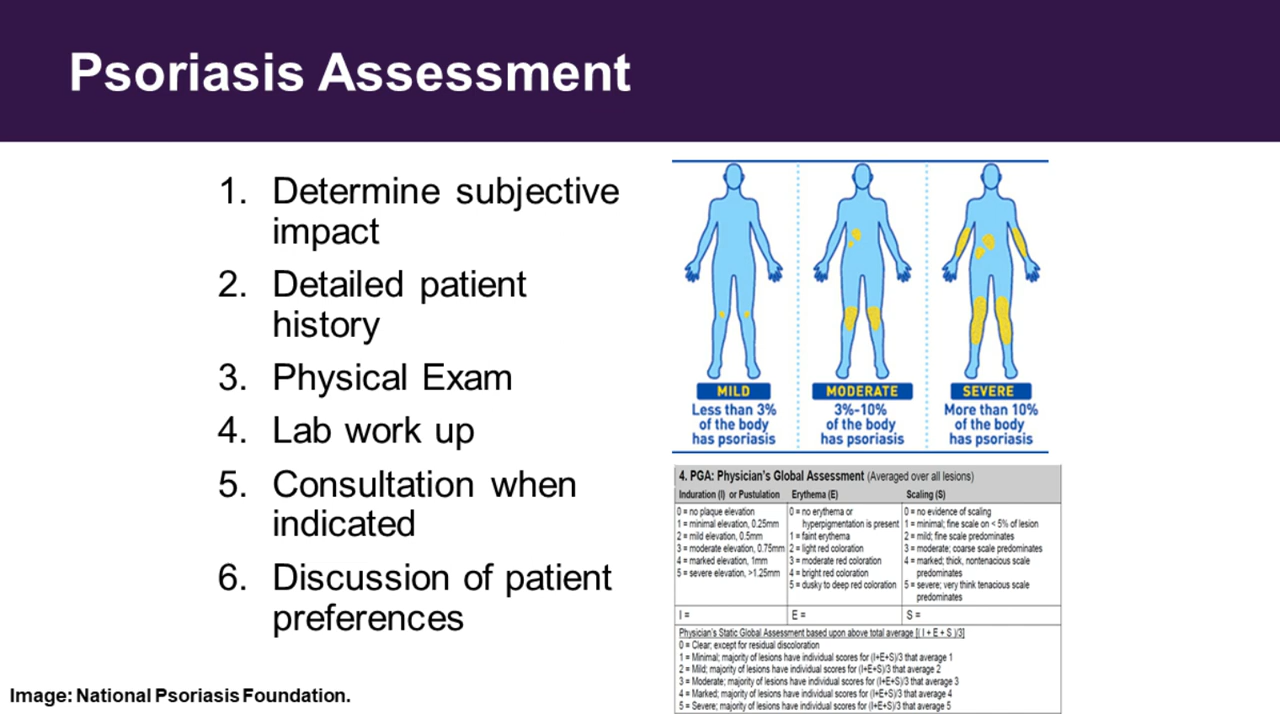 Psoriasis Assessment
1. Determine subjective
impact
2. Detailed patient
history
3. Physical Exam
4. Lab work up
5. Consultation when
indicated
6. Discussion of patient
preferences
MILD
Less than 3%
of the body
has psoriasis
MODERATE
3%-10%
of the body
has psoriasis
SEVERE
More than 10%
of the body
has psoriasis
4. PGA: Physician's Global Assessment (Averaged over all lesions)
Induration (I) or Pustulation
0 = no plaque elevation
1 = minimal elevation, 0.25mm
2 = mild elevation, 0.5mm
3 = moderate elevation, 0.75mm
4 = marked elevation, 1mm
5 = severe elevation, >1.25mm
I =
Erythema (E)
0 = no erythema or
hyperpigmentation is present
1 = faint erythema
2 = light red coloration
3 = moderate red coloration
4 = bright red coloration
5 = dusky to deep red coloration
E =
Scaling (S)
0 = no evidence of scaling
1 = minimal; fine scale on < 5% of lesion
2 = mild; fine scale predominates
3 = moderate; coarse scale predominates
4 = marked; thick, nontenacious scale
predominates
5 = severe; very think tenacious scale
predominates
S =
Physician's Static Global Assessment based upon above total average [( I + E + S )/3]
0 = Clear; except for residual discoloration
1 = Minimal; majority of lesions have individual scores for (I+E+S)/3 that average 1
2 = Mild; majority of lesions have individual scores for (I+E+S)/3 that average 2
3 = Moderate; majority of lesions have individual scores for (I+E+S)/3 that average 3
4 = Marked; majority of lesions have individual scores for (I+E+S)/3 that average 4
5 = Severe; majority of lesions have individual scores for (I+E+S)/3 that average 5
Image: National Psoriasis Foundation.